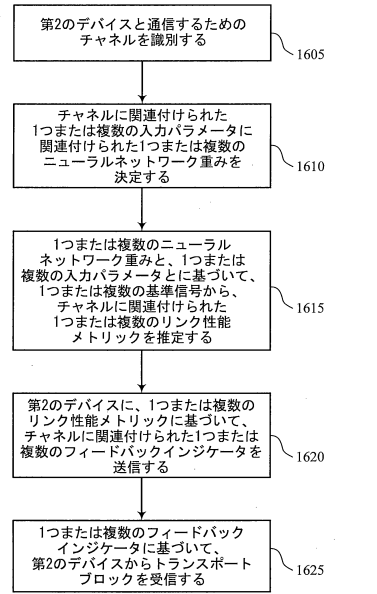 第2のデバイスと通信するための
チャネルを識別する
1605
チャネルに関連付けられた
1つまたは複数の入力パラメータに
関連付けられた1つまたは複数の
ニューラルネットワーク重みを
決定する
1610
1つまたは複数のニューラル
ネットワーク重みと、1つまたは
複数の入力パラメータとに基づいて、
1つまたは複数の基準信号から、
チャネルに関連付けられた
1つまたは複数のリンク性能
メトリックを推定する
1615
第2のデバイスに、1つまたは複数の
リンク性能メトリックに基づいて、
チャネルに関連付けられた1つまたは
複数のフィードバックインジケータを
送信する
1620
1つまたは複数のフィードバック
インジケータに基づいて、
第2のデバイスからトランスポート
ブロックを受信する
1625